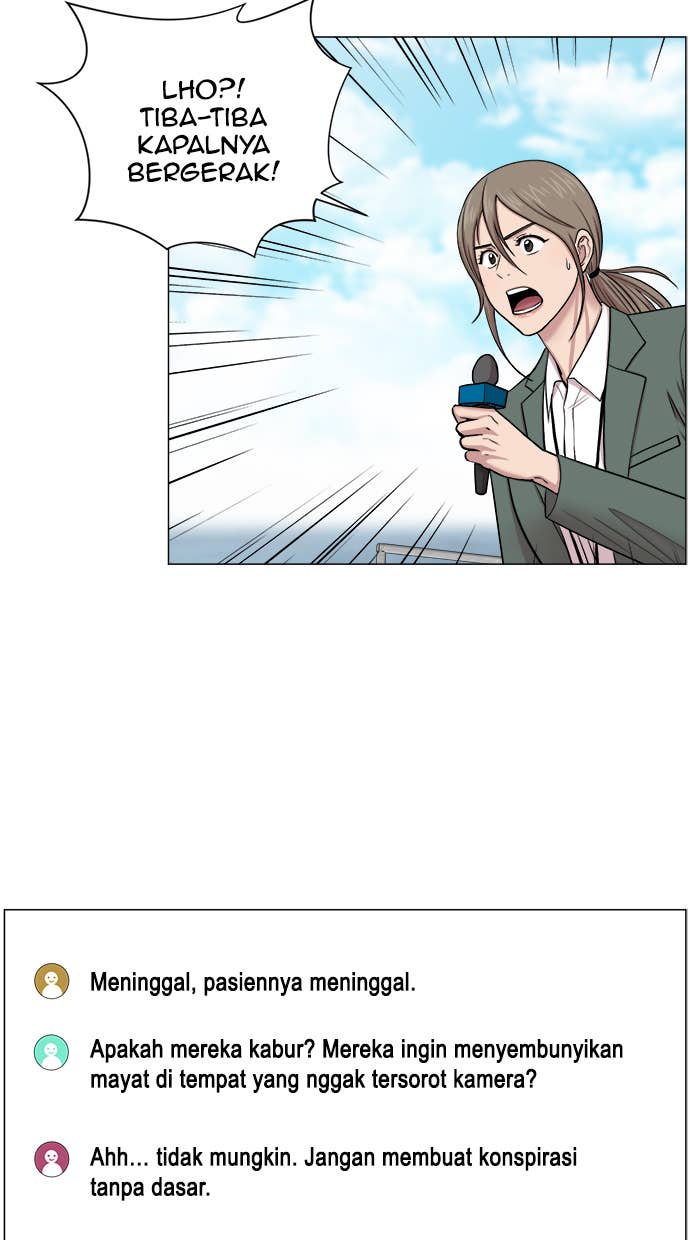 LHO?!
TIBA-TIBA
KAPALNYA
BERGERAK!
Meninggal, pasiennya meninggal.
Apakah mereka kabur? Mereka ingin menyembunyikan
mayat di tempat yang nggak tersorot kamera?
Ahh... tidak mungkin. Jangan membuat konspirasi
tanpa dasar.